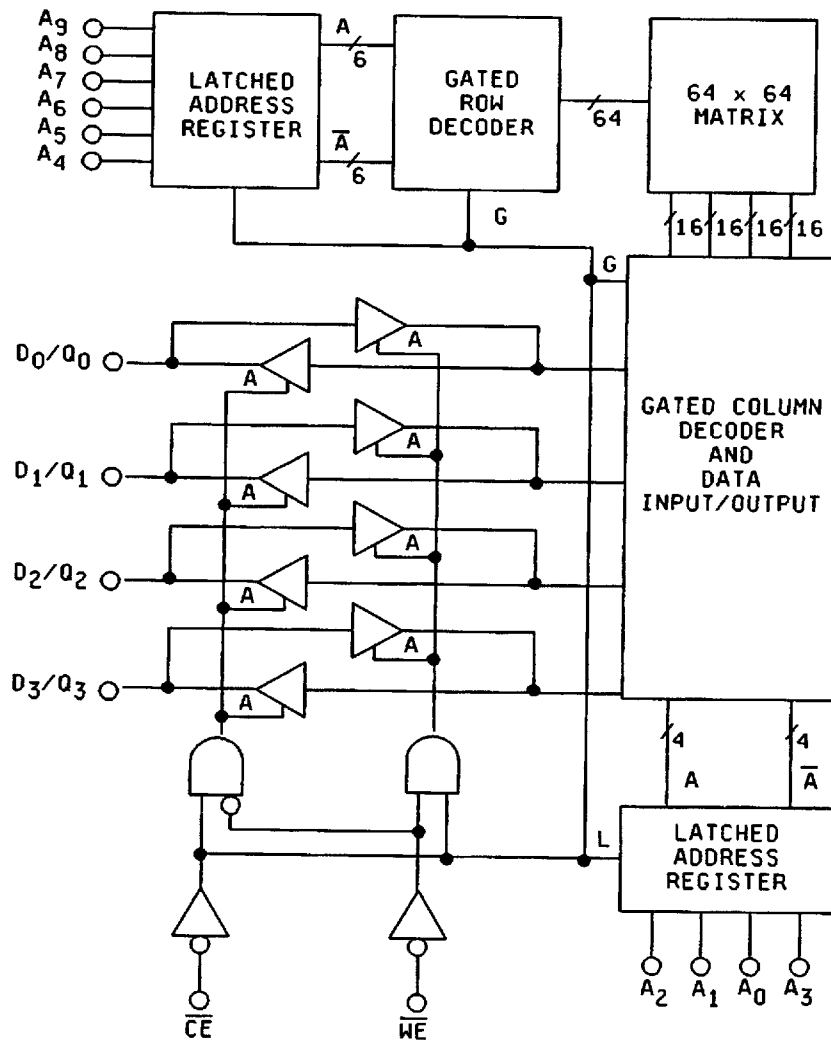 A9
A8
A7
A6
A5
A4
LATCHED
ADDRESS
REGISTER
A
6
A̅
6
GATED
ROW
DECODER
64
64 x 64
MATRIX
G
16 16 16 16
G
D0/Q0
A
A
D1/Q1
A
A
D2/Q2
A
A
D3/Q3
A
A
GATED COLUMN
DECODER
AND
DATA
INPUT/OUTPUT
4 4
A A̅
L
LATCHED
ADDRESS
REGISTER
A2 A1 A0 A3
C̅E̅
W̅E̅